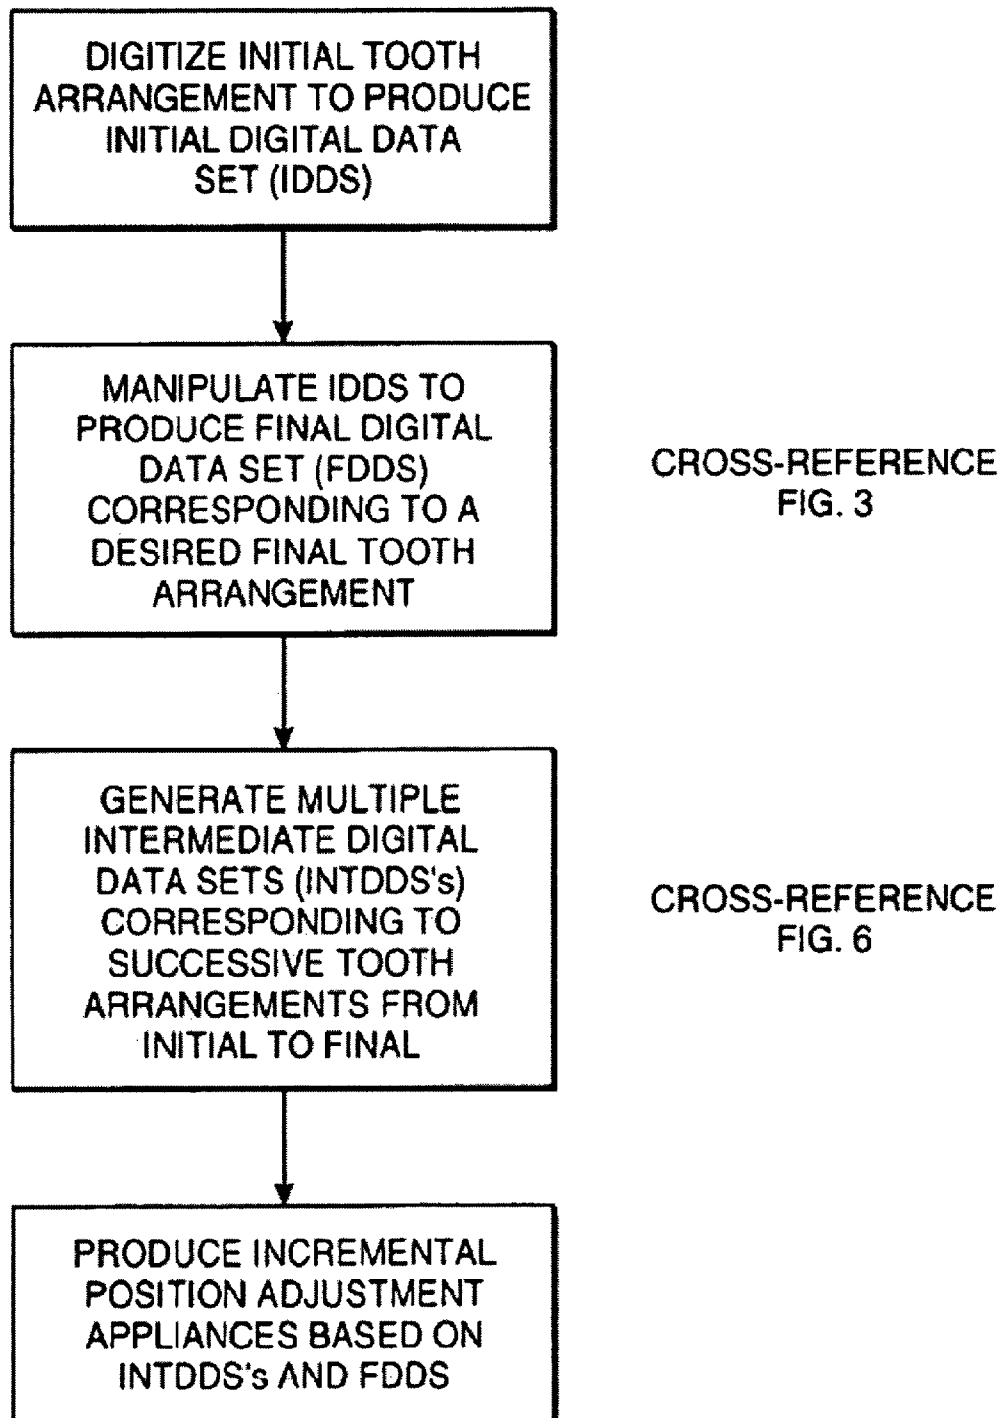 DIGITIZE INITIAL TOOTH
ARRANGEMENT TO PRODUCE
INITIAL DIGITAL DATA
SET (IDDS)
MANIPULATE IDDS TO
PRODUCE FINAL DIGITAL
DATA SET (FDDS)
CORRESPONDING TO A
DESIRED FINAL TOOTH
ARRANGEMENT
CROSS-REFERENCE
FIG. 3
GENERATE MULTIPLE
INTERMEDIATE DIGITAL
DATA SETS (INTDDS's)
CORRESPONDING TO
SUCCESSIVE TOOTH
ARRANGEMENTS FROM
INITIAL TO FINAL
CROSS-REFERENCE
FIG. 6
PRODUCE INCREMENTAL
POSITION ADJUSTMENT
APPLIANCES BASED ON
INTDDS's AND FDDS